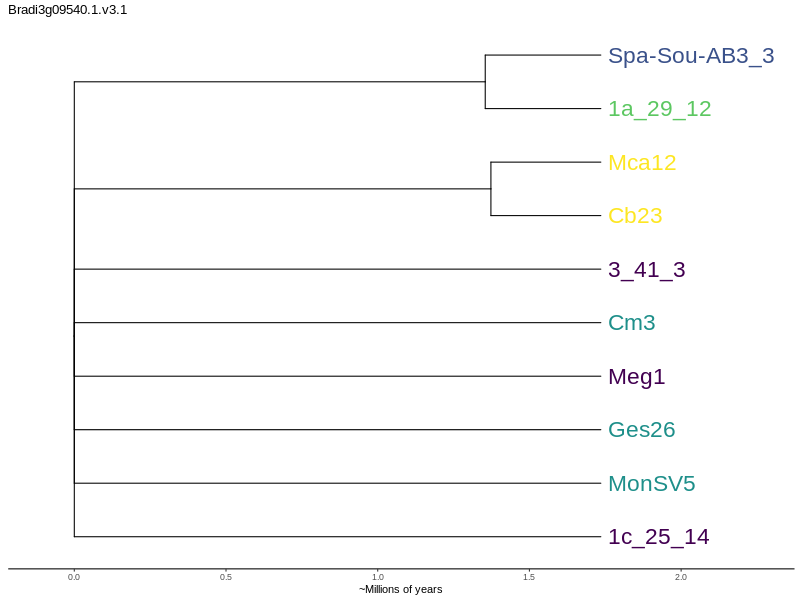 Bradi3g09540.1.v3.1
Spa-Sou-AB3_3
1a_29_12
Mca12
Cb23
3_41_3
Cm3
Meg1
Ges26
MonSV5
1c_25_14
0.0 0.5 1.0 1.5 2.0
~Millions of years